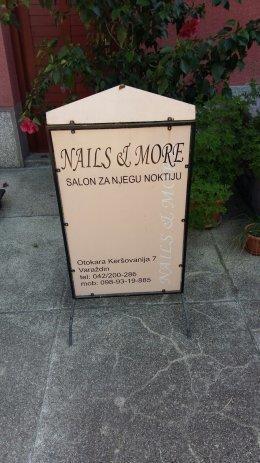 NAILS & MORE
SALON ZA NJEGU NOKTIJU
NAILS & MO
Otokara Keršovanija 7
Varaždin
tel: 042/200-286
mob: 098-93-19-885